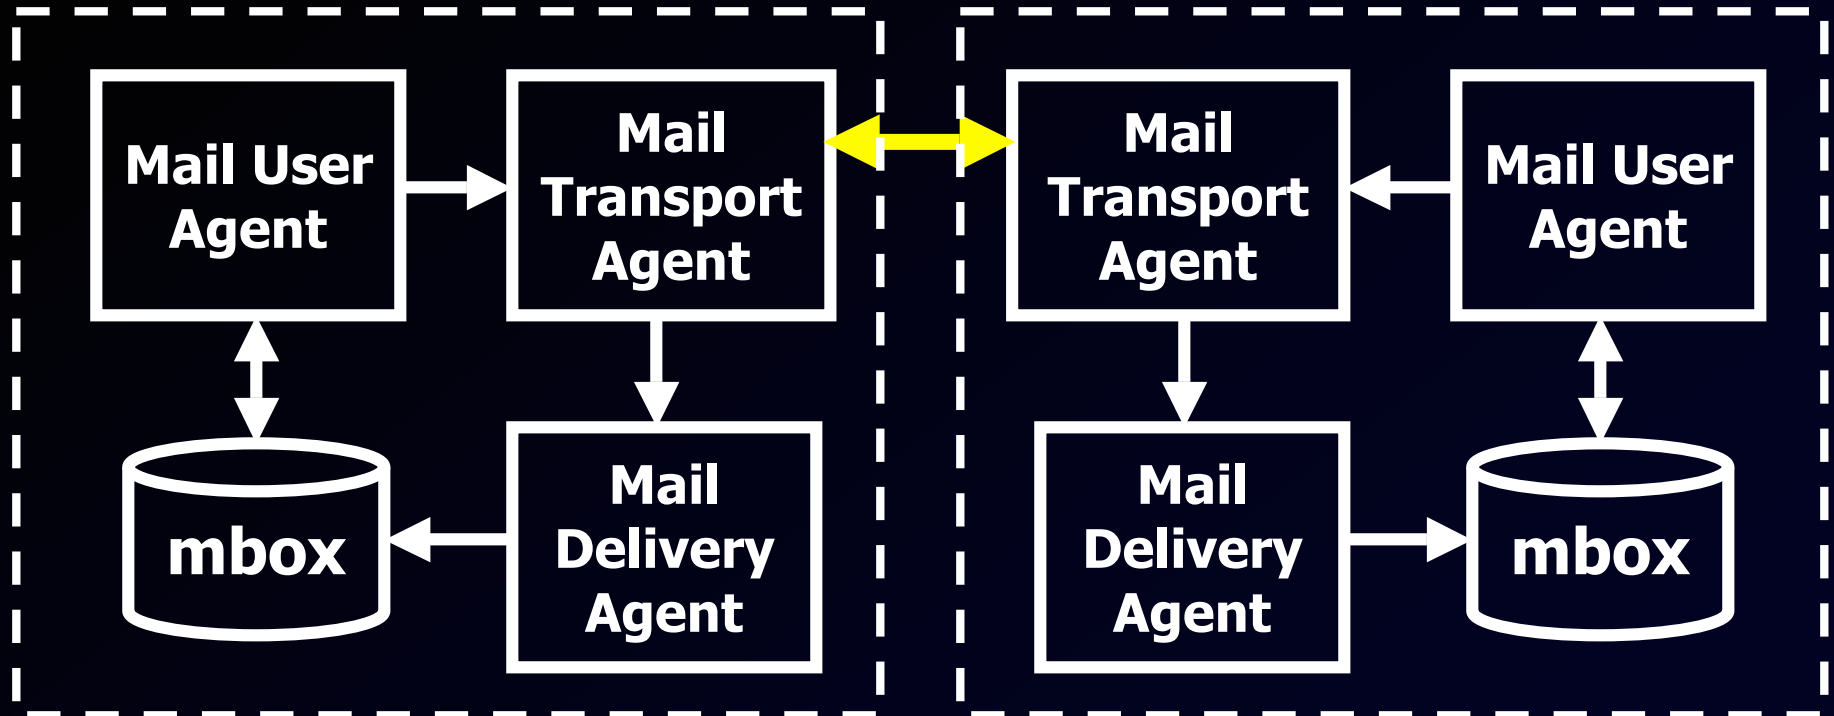 Mail User
Agent
Mail
Transport
Agent
Mail
Transport
Agent
Mail User
Agent
mbox
Mail
Delivery
Agent
Mail
Delivery
Agent
mbox